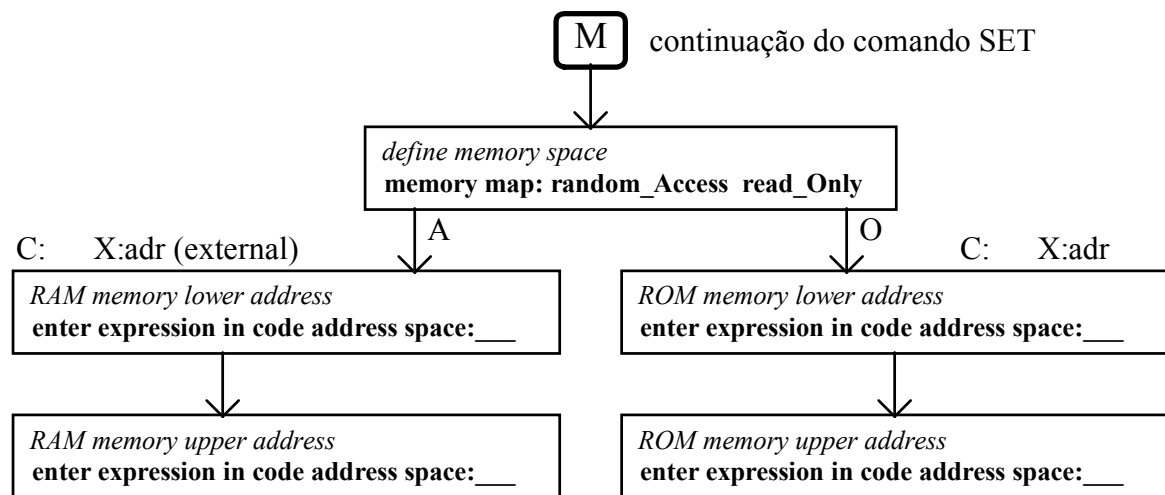 M continuação do comando SET
define memory space
memory map: random_Access read_Only
A
O
C: X:adr (external)
C: X:adr
RAM memory lower address
enter expression in code address space:___
ROM memory lower address
enter expression in code address space:___
RAM memory upper address
enter expression in code address space:___
ROM memory upper address
enter expression in code address space:___